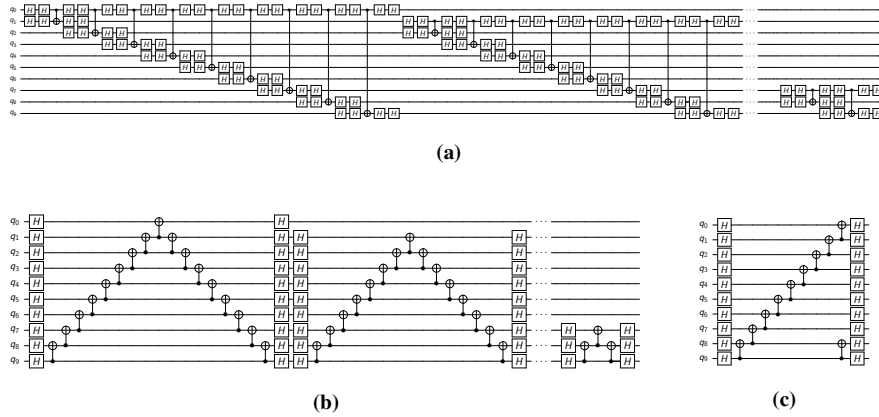 q₀ H H H H H H H H H H H H H H H H H H H H
q₁ H H H H H H H H H H H H H H H H H H H H
q₂ H H H H H H H H
q₃ H H H H H H H H
q₄ H H H H H H H H
q₅ H H H H H H H H
q₆ H H H H H H H H
q₇ H H H H H H H H H H H H H H
q₈ H H H H H H H H H H
q₉ H H H H H H H H
(a)
q₀ H H
q₁ H H H H
q₂ H H H H
q₃ H H H H
q₄ H H H H
q₅ H H H H
q₆ H H H H
q₇ H H H H H H
q₈ H H H H H H
q₉ H H H H H H
(b)
q₀ H H
q₁ H H
q₂ H H
q₃ H H
q₄ H H
q₅ H H
q₆ H H
q₇ H H
q₈ H H
q₉ H H
(c)